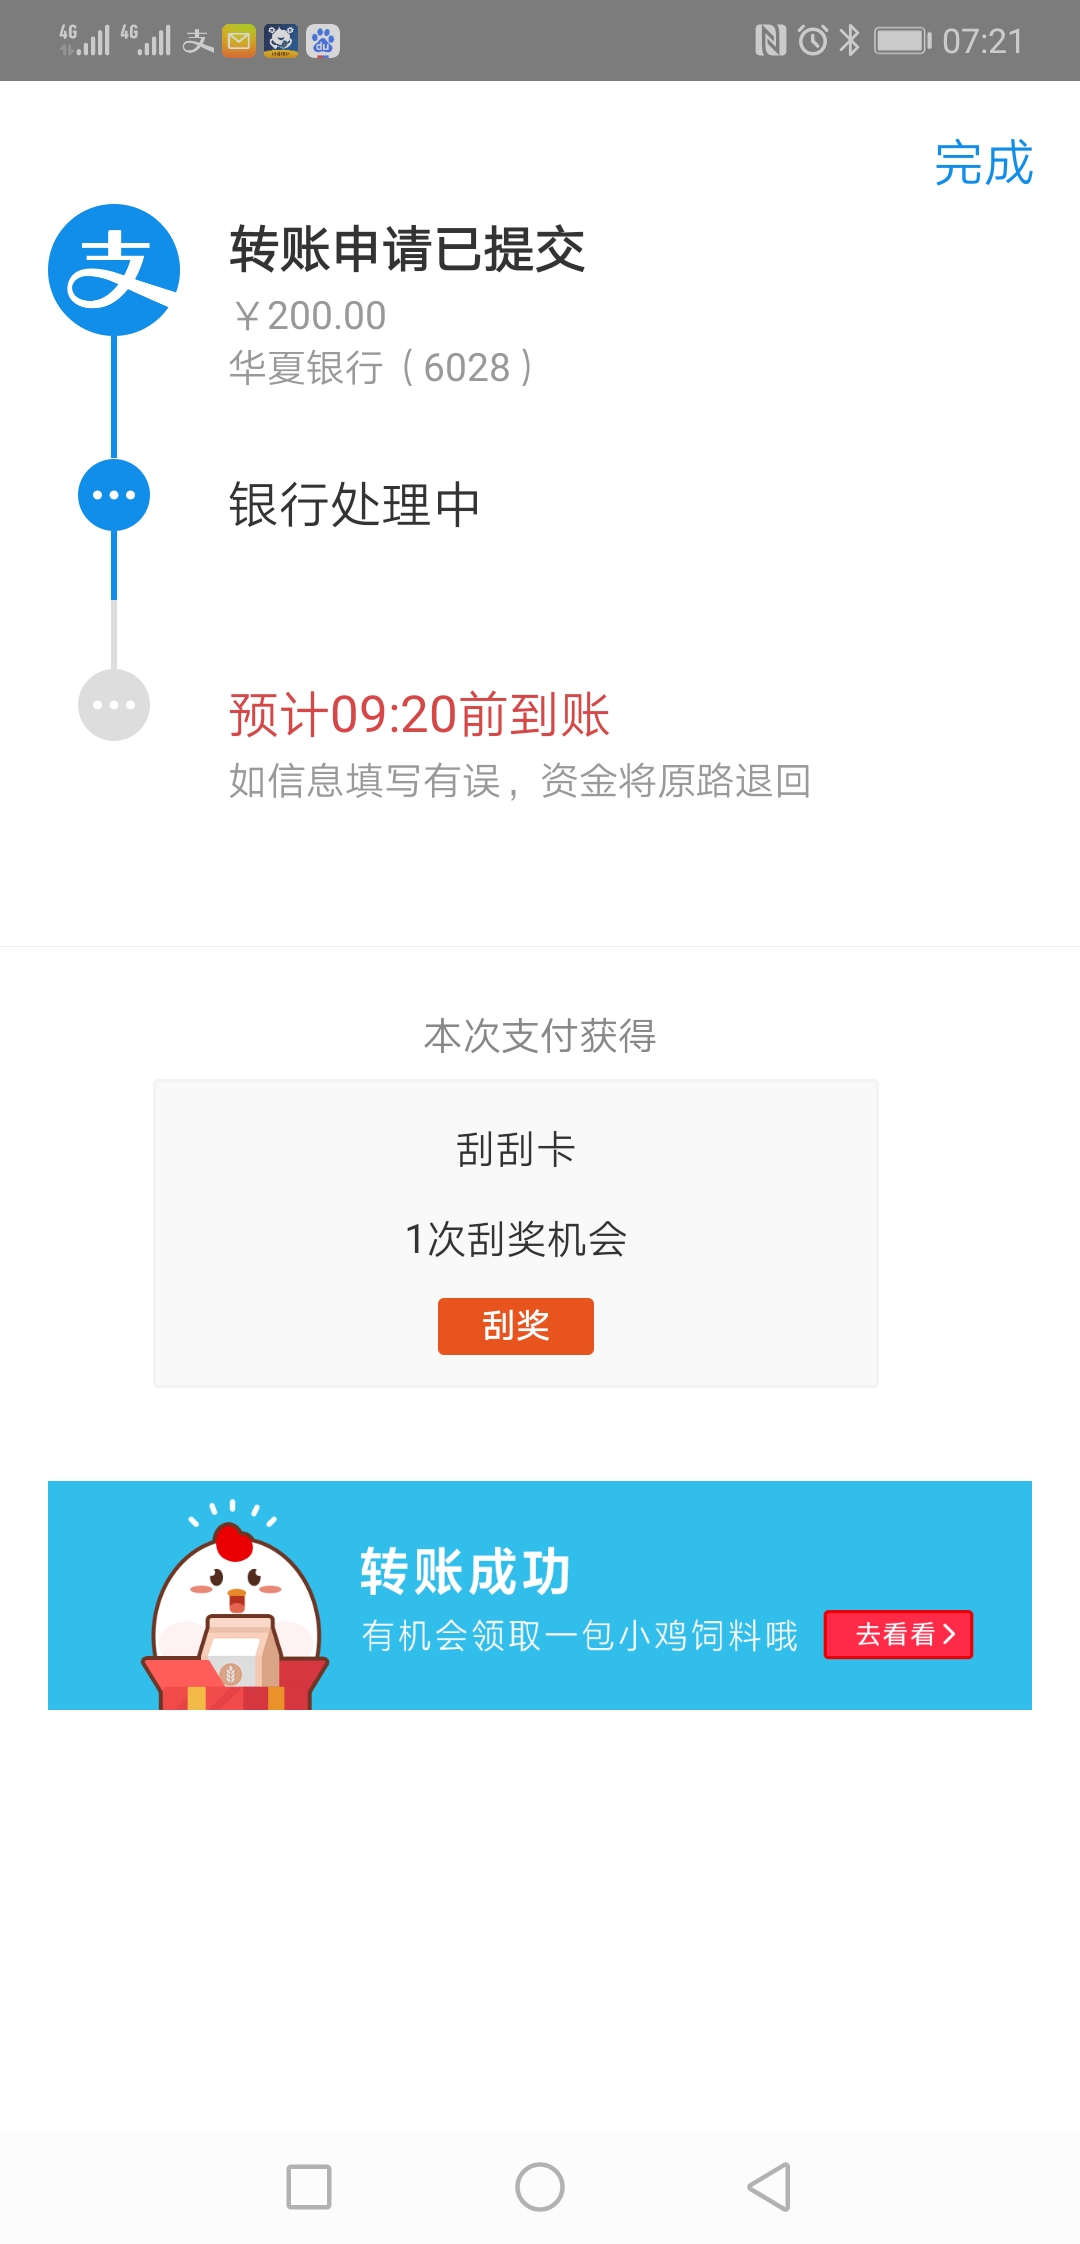 4G 4G 07:21
完成
转账申请已提交
￥200.00
华夏银行（6028）
银行处理中
预计09:20前到账
如信息填写有误，资金将原路退回
本次支付获得
刮刮卡
1次刮奖机会
刮奖
转账成功
有机会领取一包小鸡饲料哦
去看看